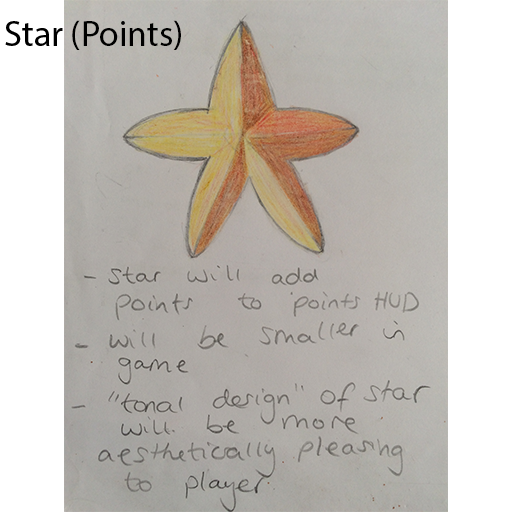 Star (Points)
- Star will add
points to points HUD
- will be smaller in
game
- "tonal design" of star
will be more
aesthetically pleasing
to player.